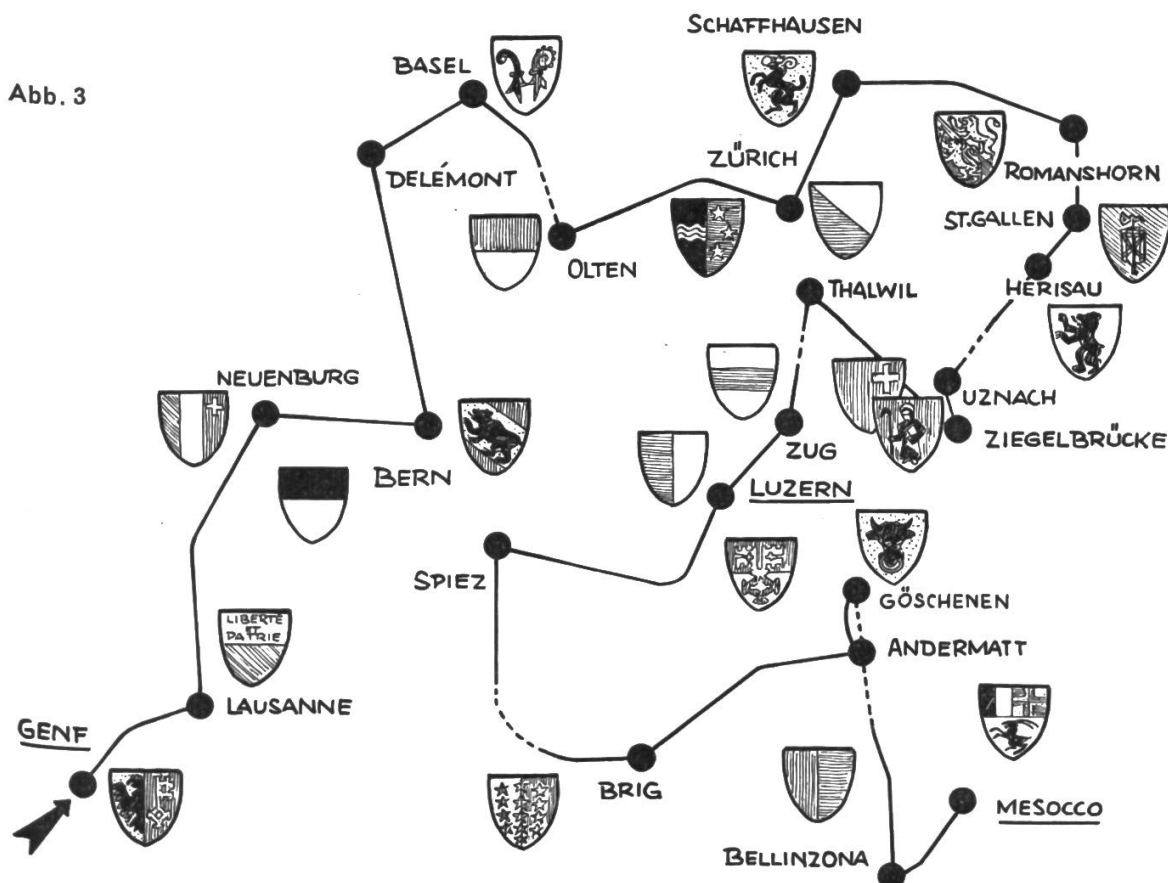 Abb. 3
SCHAFFHAUSEN
BASEL
ZÜRICH
DELÉMONT
ROMANSHORN
ST.GALLEN
OLTEN
HERISAU
THALWIL
NEUENBURG
UZNACH
ZIEGELBRÜCKE
ZUG
BERN
LUZERN
SPIEZ
GÖSCHENEN
ANDERMATT
LIBERTÉ
ET
PATRIE
LAUSANNE
GENF
BRIG
MESOCCO
BELLINZONA